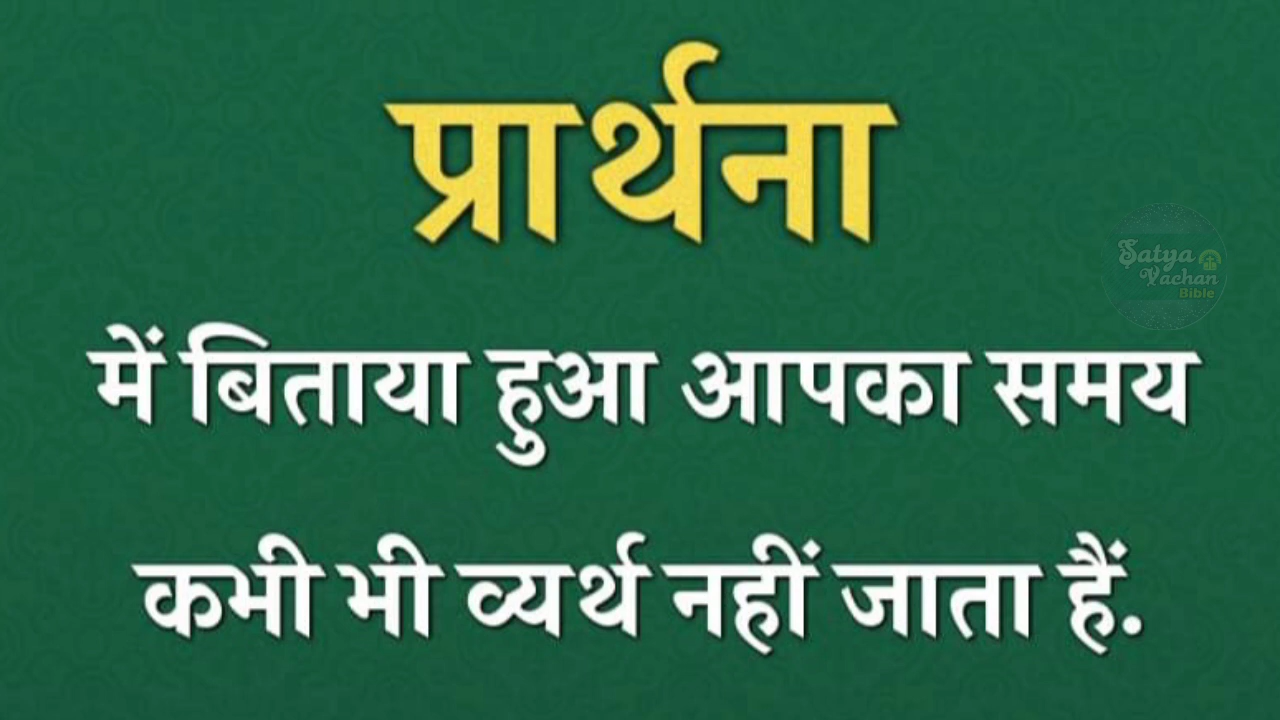 प्रार्थना
Satya
Vachan
Bible
में बिताया हुआ आपका समय
कभी भी व्यर्थ नहीं जाता हैं.